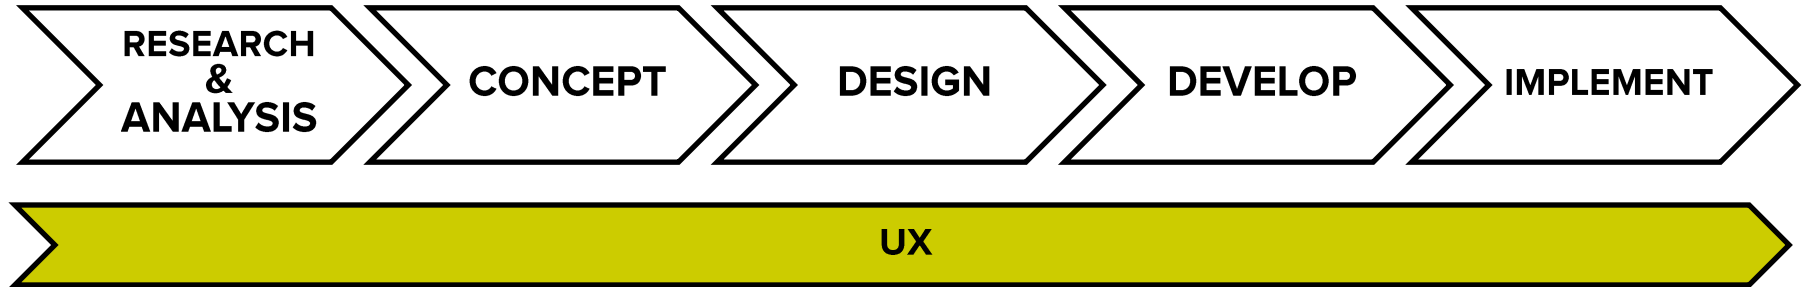 RESEARCH
&
ANALYSIS
CONCEPT
DESIGN
DEVELOP
IMPLEMENT
UX